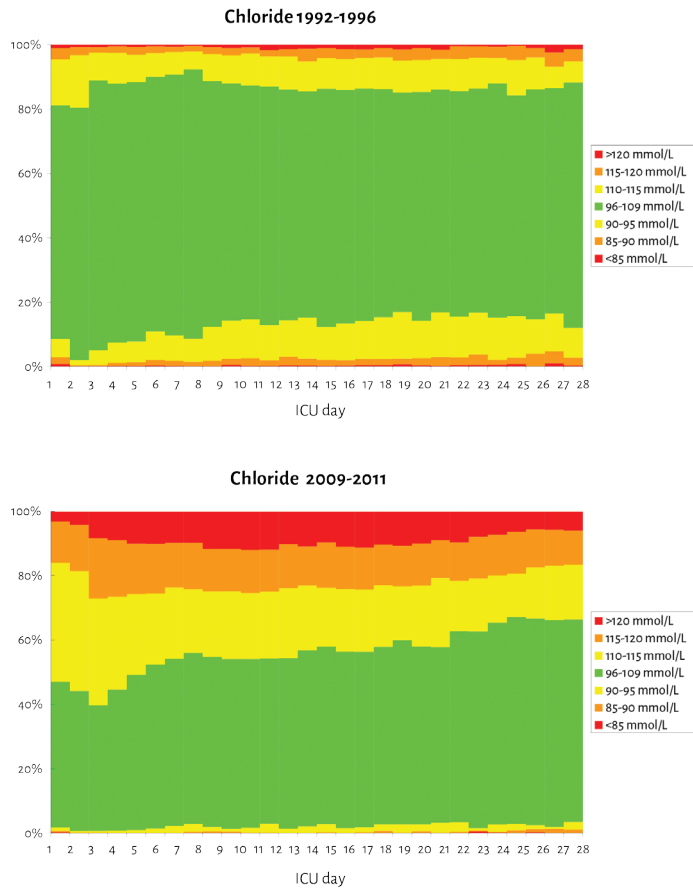 Chloride 1992-1996
100%
80%
60%
40%
20%
0%
1 2 3 4 5 6 7 8 9 10 11 12 13 14 15 16 17 18 19 20 21 22 23 24 25 26 27 28
ICU day
>120 mmol/L
115-120 mmol/L
110-115 mmol/L
96-109 mmol/L
90-95 mmol/L
85-90 mmol/L
<85 mmol/L
Chloride 2009-2011
100%
80%
60%
40%
20%
0%
1 2 3 4 5 6 7 8 9 10 11 12 13 14 15 16 17 18 19 20 21 22 23 24 25 26 27 28
ICU day
>120 mmol/L
115-120 mmol/L
110-115 mmol/L
96-109 mmol/L
90-95 mmol/L
85-90 mmol/L
<85 mmol/L